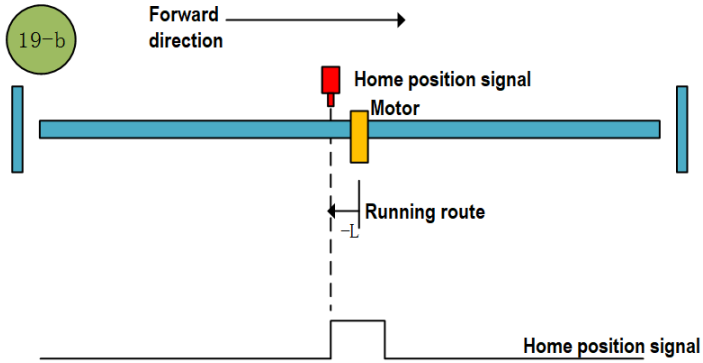 19-b
Forward
direction
Home position signal
Motor
Running route
-L
Home position signal